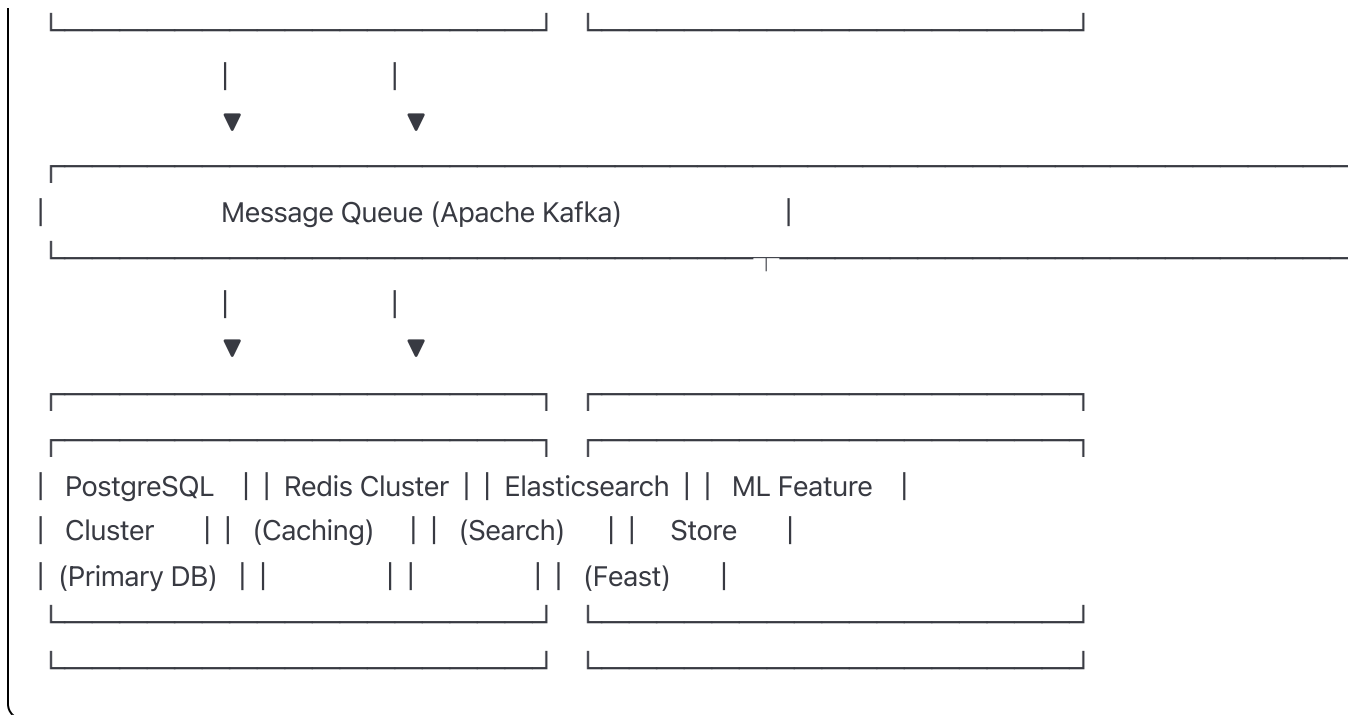 Message Queue (Apache Kafka)
PostgreSQL | | Redis Cluster | | Elasticsearch | | ML Feature
Cluster | | (Caching) | | (Search) | | Store
(Primary DB) | | | | | | (Feast)